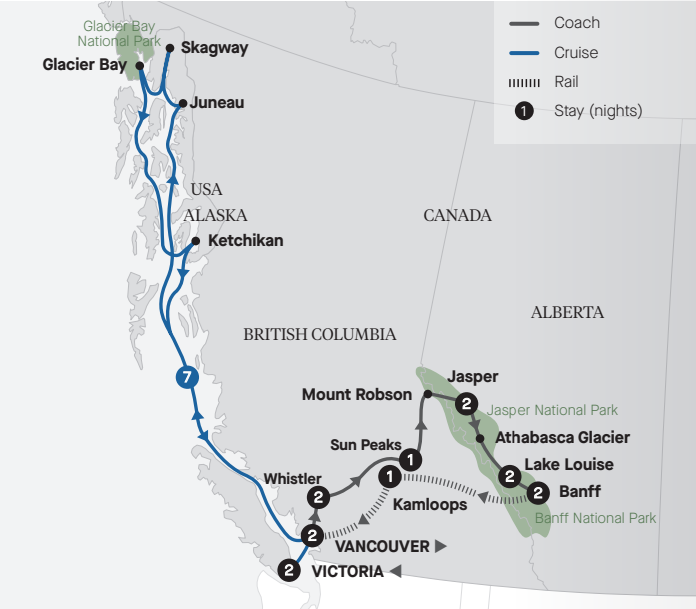 Glacier Bay
National Park
Skagway
Glacier Bay
Juneau
Coach
Cruise
Rail
1
Stay (nights)
USA
ALASKA
CANADA
Ketchikan
ALBERTA
BRITISH COLUMBIA
7
Jasper
Mount Robson
2
Jasper National Park
Athabasca Glacier
Sun Peaks
1
Lake Louise
2
1
Whistler
2
Kamloops
2
Banff
Banff National Park
2
VANCOUVER
2
VICTORIA